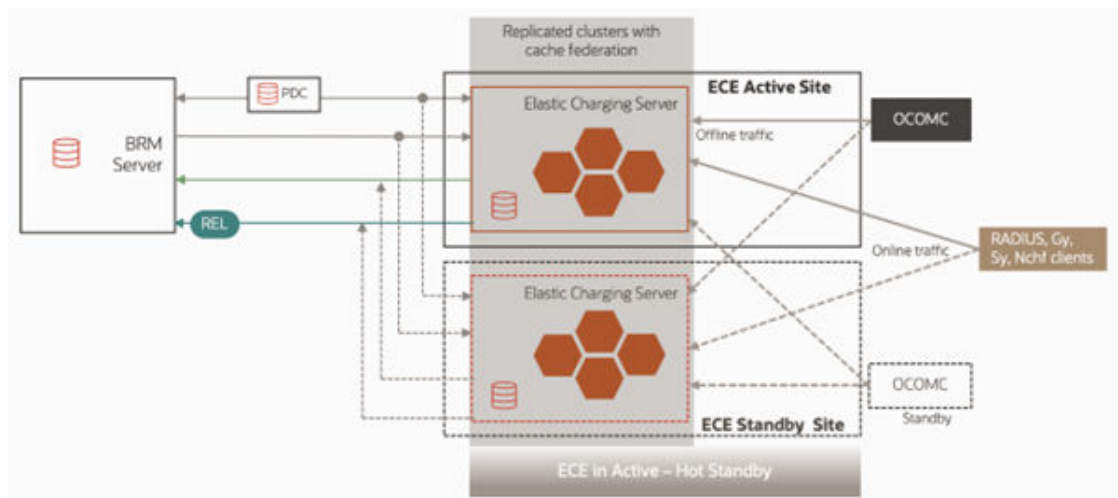 Replicated clusters with
cache federation
ECE Active Site
PDC
Elastic Charging Server
OCOMC
Offline traffic
BRM
Server
REL
RADIUS, Gy,
Sy, Nchf clients
Online traffic
Elastic Charging Server
OCOMC
Standby
ECE Standby Site
ECE in Active – Hot Standby